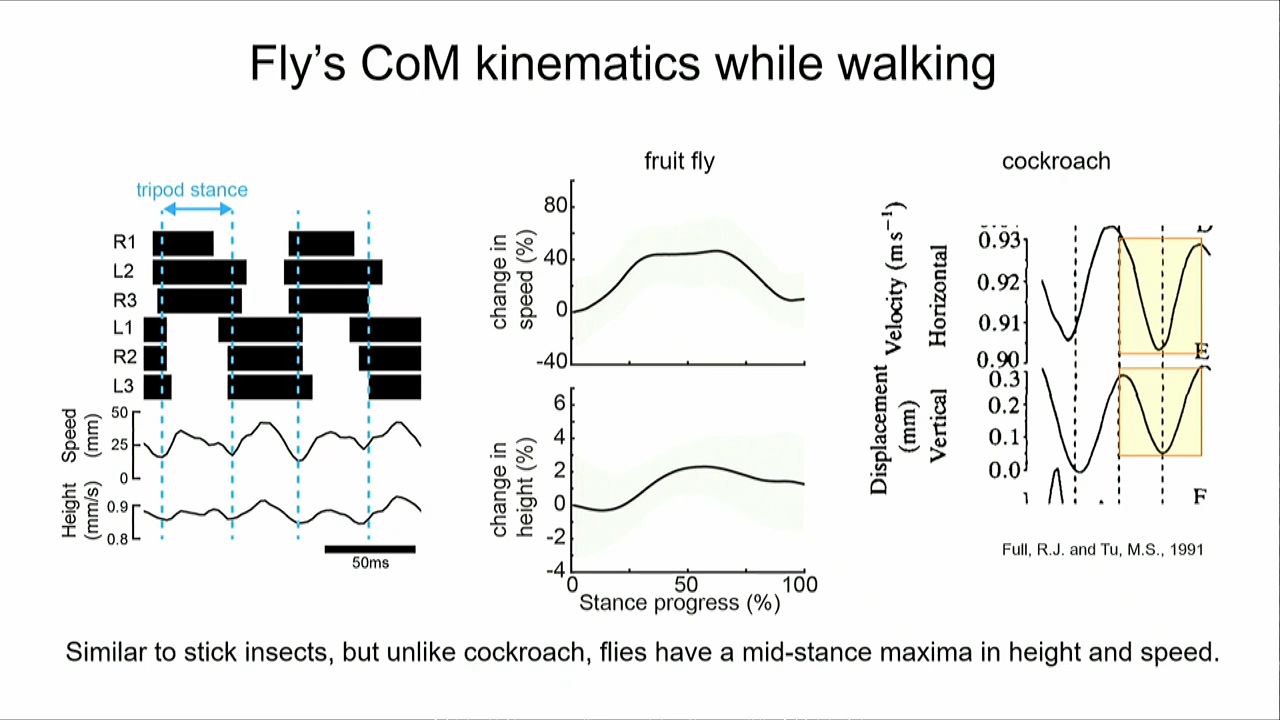 Fly's CoM kinematics while walking
tripod stance
R1
L2
R3
L1
R2
L3
Speed
(mm)
50
25
0
Height
(mm/s)
0.9
0.8
50ms
fruit fly
change in
speed (%)
80
40
0
-40
change in
height (%)
6
4
2
0
-2
-4
0
50
100
Stance progress (%)
cockroach
Velocity (m s⁻¹)
Horizontal
0.93
0.92
0.91
0.90
E
Displacement
(mm)
Vertical
0.3
0.2
0.1
0.0
F
Full, R.J. and Tu, M.S., 1991
Similar to stick insects, but unlike cockroach, flies have a mid-stance maxima in height and speed.